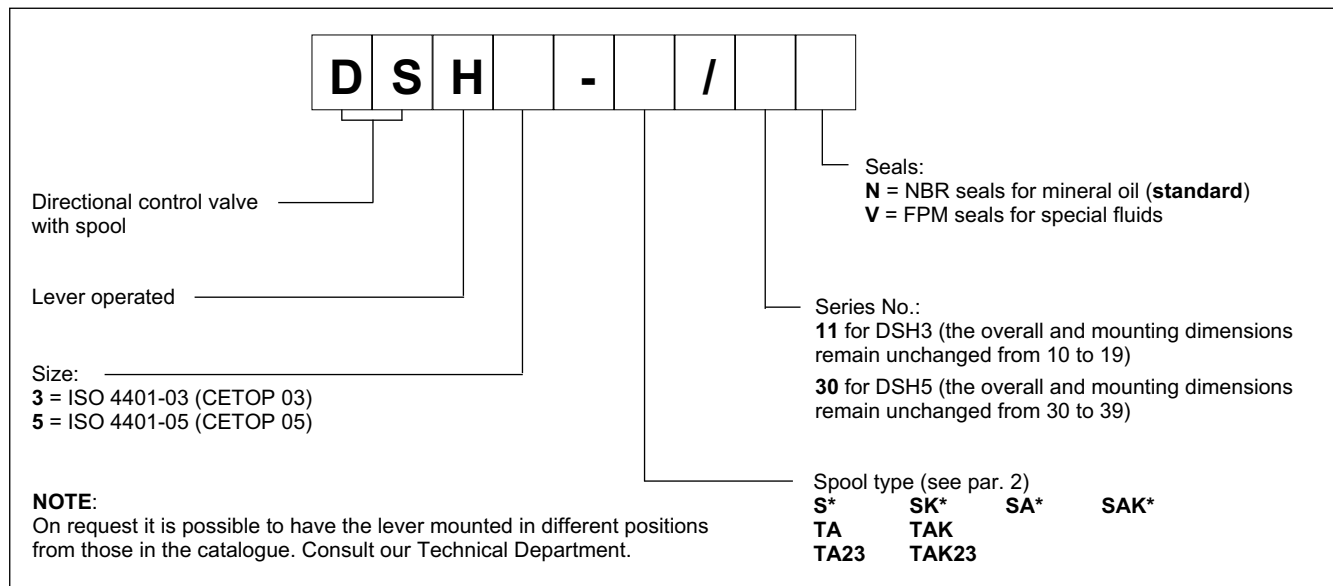 D S H - /
Seals:
N = NBR seals for mineral oil (standard)
V = FPM seals for special fluids
Directional control valve
with spool
Lever operated
Series No.:
11 for DSH3 (the overall and mounting dimensions
remain unchanged from 10 to 19)
30 for DSH5 (the overall and mounting dimensions
remain unchanged from 30 to 39)
Size:
3 = ISO 4401-03 (CETOP 03)
5 = ISO 4401-05 (CETOP 05)
Spool type (see par. 2)
S* SK* SA* SAK*
TA TAK
TA23 TAK23
NOTE:
On request it is possible to have the lever mounted in different positions
from those in the catalogue. Consult our Technical Department.